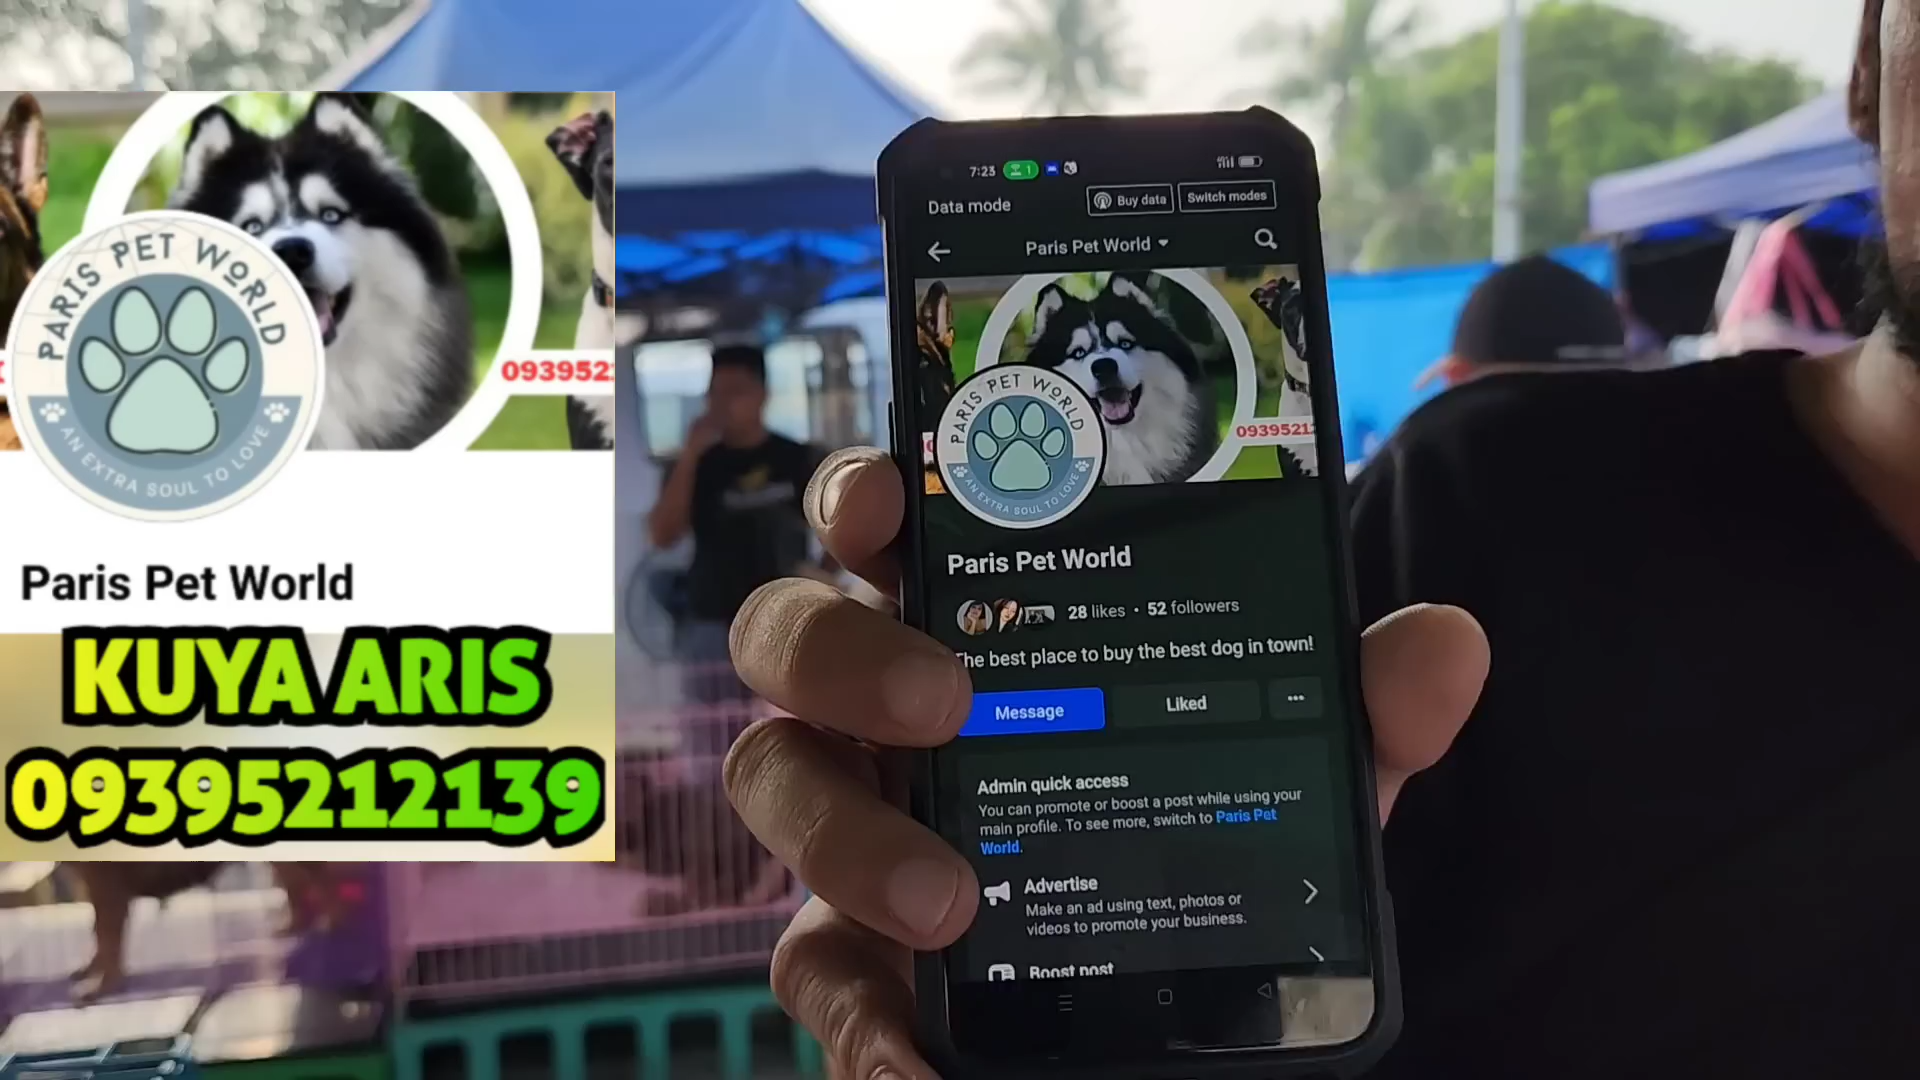 PARIS PET WORLD
AN EXTRA SOUL TO LOVE
093952
Paris Pet World
KUYA ARIS
09395212139
7:23
1
Data mode
Buy data
Switch modes
Paris Pet World
PARIS PET WORLD
AN EXTRA SOUL TO LOVE
0939521
Paris Pet World
28 likes • 52 followers
The best place to buy the best dog in town!
Message
Liked
Admin quick access
You can promote or boost a post while using your
main profile. To see more, switch to Paris Pet
World.
Advertise
Make an ad using text, photos or
videos to promote your business.
Boost post